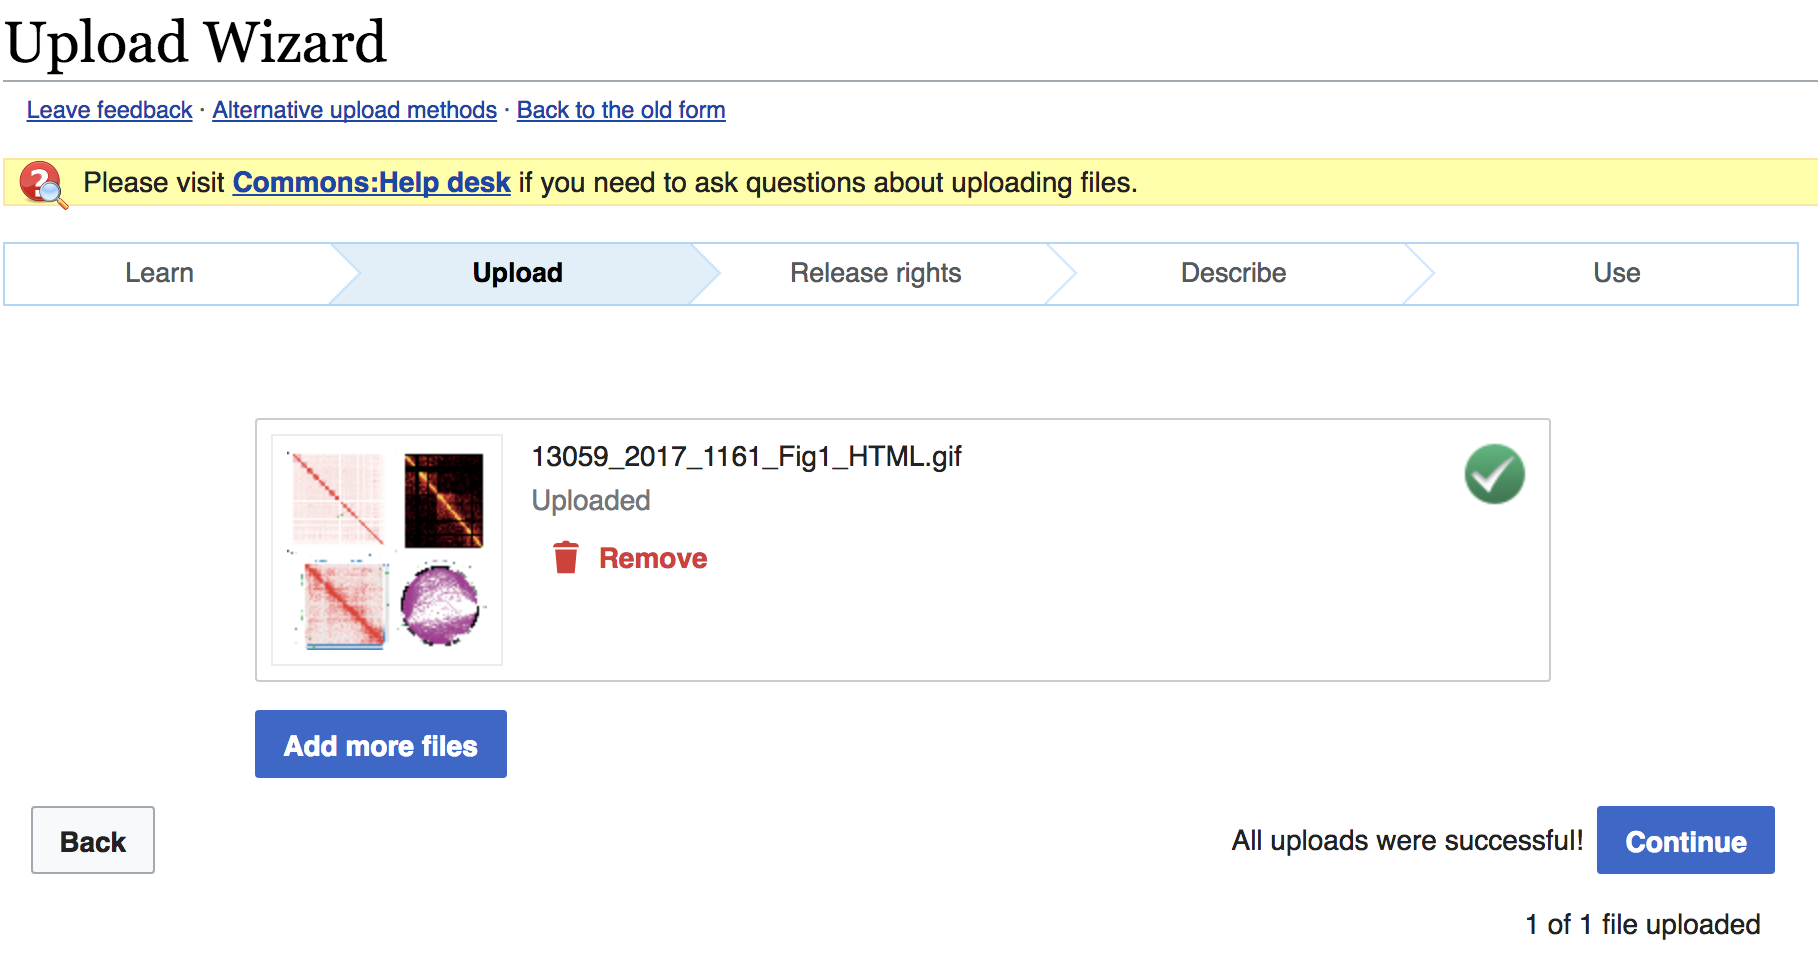 Upload Wizard
Leave feedback · Alternative upload methods · Back to the old form
? Please visit Commons:Help desk if you need to ask questions about uploading files.
Learn Upload Release rights Describe Use
13059_2017_1161_Fig1_HTML.gif
Uploaded
Remove
Add more files
Back All uploads were successful! Continue
1 of 1 file uploaded